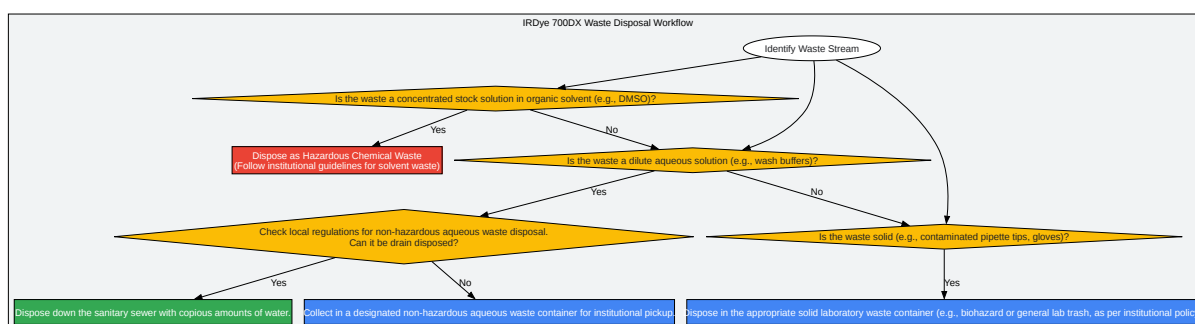 IRDye 700DX Waste Disposal Workflow
Identify Waste Stream
Is the waste a concentrated stock solution in organic solvent (e.g., DMSO)?
Yes
No
Dispose as Hazardous Chemical Waste
(Follow institutional guidelines for solvent waste)
Is the waste a dilute aqueous solution (e.g., wash buffers)?
Yes
No
Check local regulations for non-hazardous aqueous waste disposal.
Can it be drain disposed?
Is the waste solid (e.g., contaminated pipette tips, gloves)?
Yes
No
Yes
Dispose down the sanitary sewer with copious amounts of water.
Collect in a designated non-hazardous aqueous waste container for institutional pickup.
Dispose in the appropriate solid laboratory waste container (e.g., biohazard or general lab trash, as per institutional polic